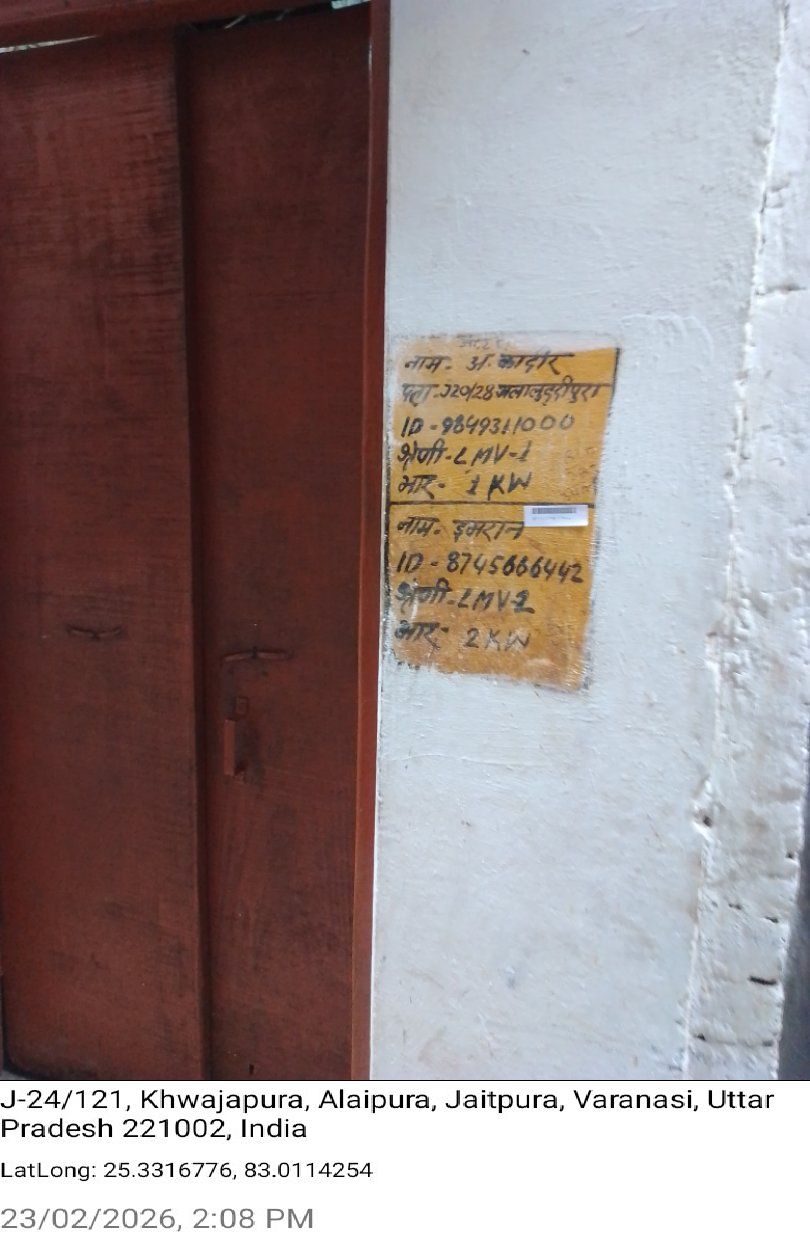 नाम- अ. कादीर
पता-J20/28 जलालुद्दीपुरा
ID-9849311000
श्रेणी-LMV-1
भार- 1 KW
नाम- इमरान
ID-8745666442
श्रेणी-LMV-2
भार- 2 KW
J-24/121, Khwajapura, Alaipura, Jaitpura, Varanasi, Uttar
Pradesh 221002, India
LatLong: 25.3316776, 83.0114254
23/02/2026, 2:08 PM